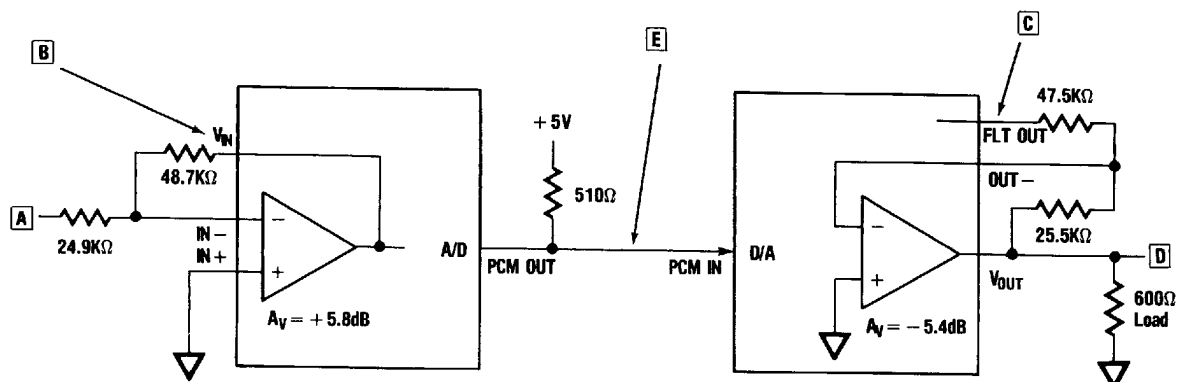 B
E
C
47.5KΩ
V_IN
+5V
FLT OUT
48.7KΩ
OUT−
510Ω
A
−
A/D
D/A
−
25.5KΩ
24.9KΩ
IN−
IN+
+
PCM OUT
PCM IN
+
V_OUT
D
600Ω
Load
A_V = +5.8dB
A_V = −5.4dB